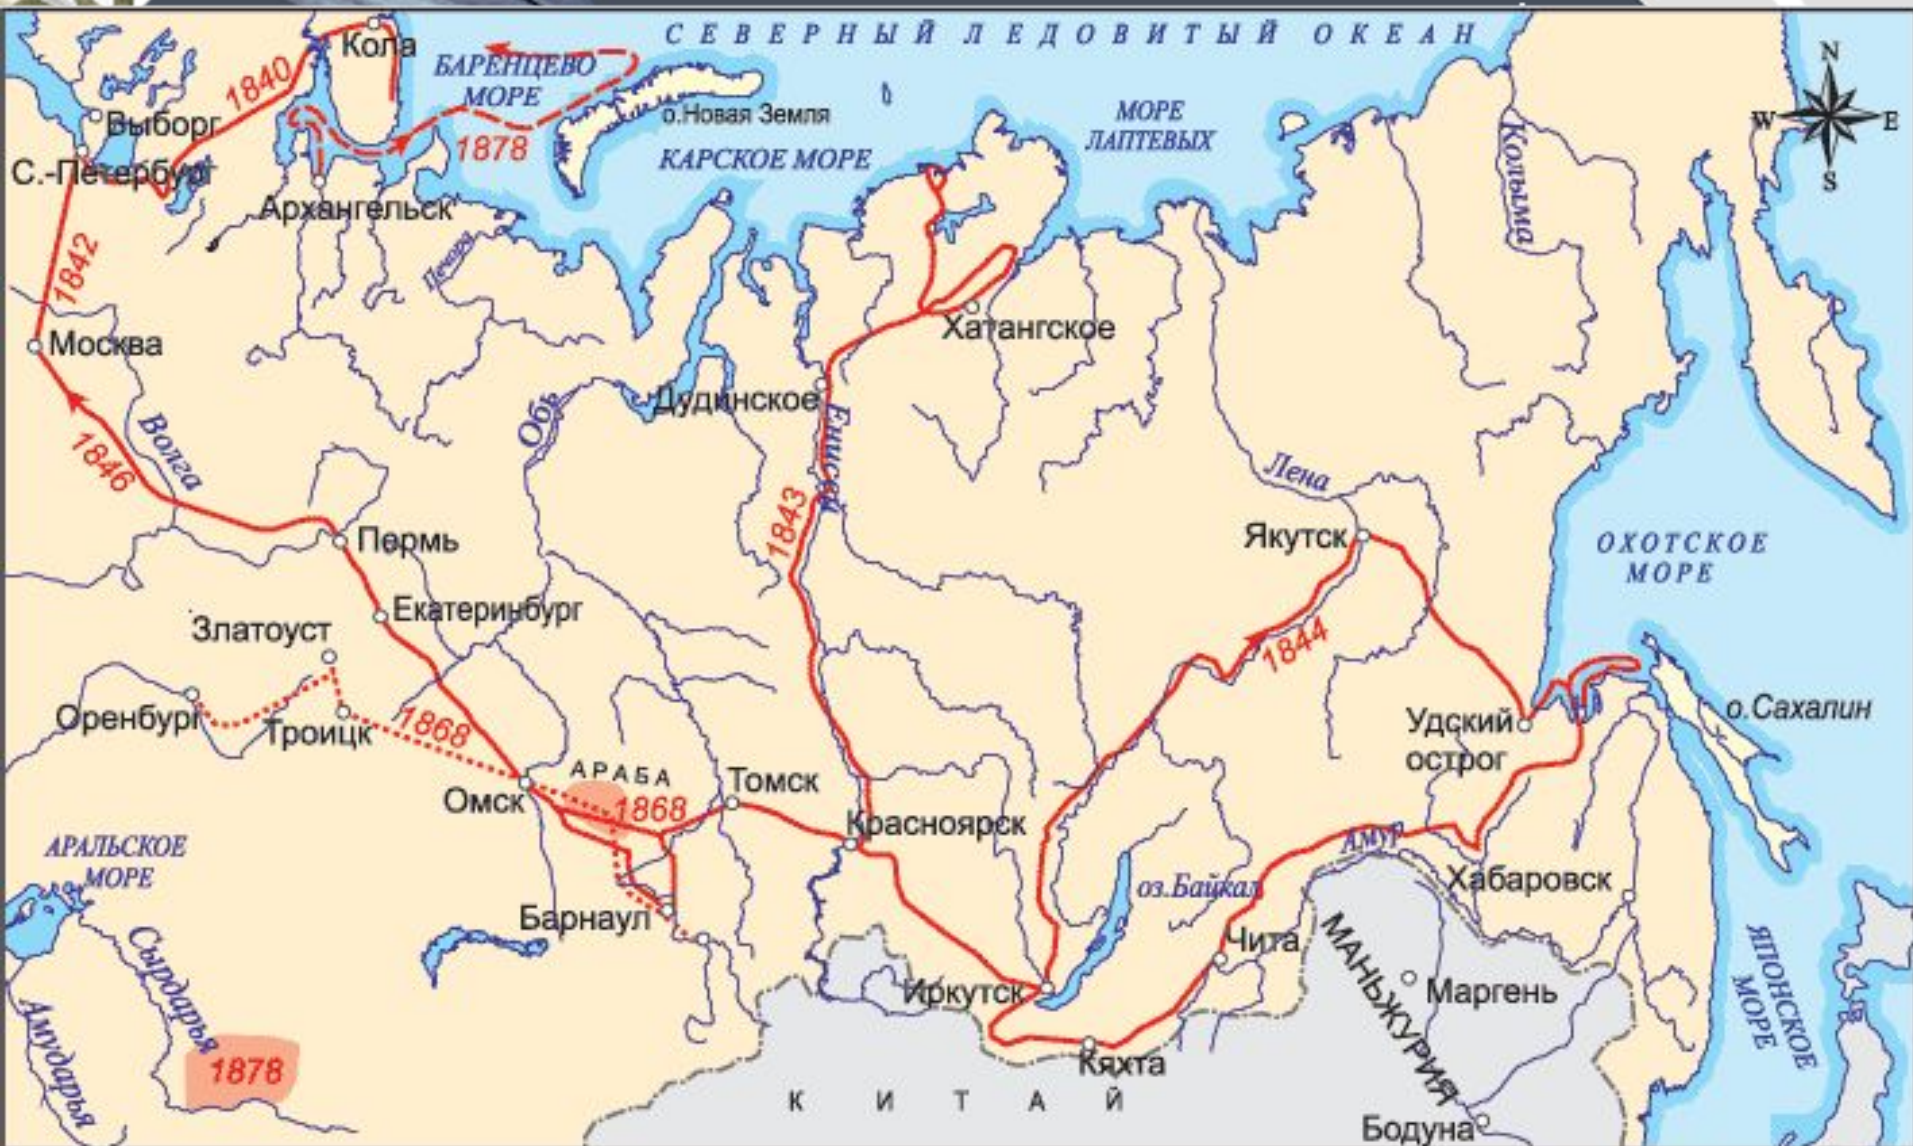 СЕВЕРНЫЙ ЛЕДОВИТЫЙ ОКЕАН
Кола
1840
БАРЕНЦЕВО
МОРЕ
N
W
E
S
о.Новая Земля
МОРЕ
ЛАПТЕВЫХ
Выборг
1878
КАРСКОЕ МОРЕ
С.-Петербург
Архангельск
Колыма
Печора
1842
Москва
Хатангское
Дудинское
Обь
Енисей
Волга
1846
1843
Лена
Якутск
Пермь
ОХОТСКОЕ
МОРЕ
Екатеринбург
Златоуст
1844
Оренбург
Троицк
1868
Удский
острог
о.Сахалин
АРАБА
Томск
Омск
1868
Красноярск
Амур
АРАЛЬСКОЕ
МОРЕ
Хабаровск
оз.Байкал
Барнаул
Чита
Сырдарья
МАНЬЖУРИЯ
ЯПОНСКОЕ
МОРЕ
Иркутск
Маргень
Амударья
1878
Кяхта
КИТАЙ
Бодуна